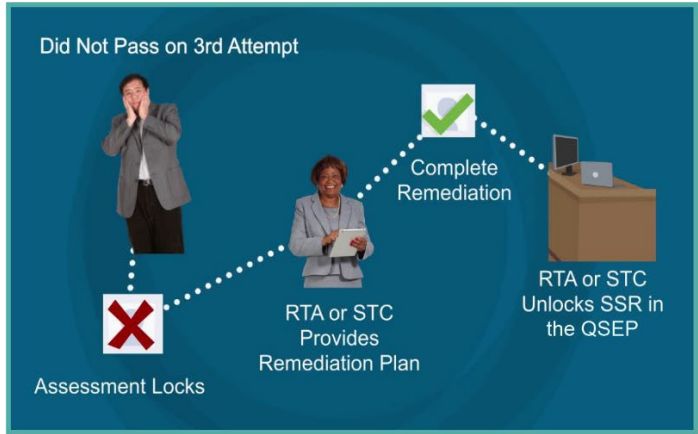 Did Not Pass on 3rd Attempt
Assessment Locks
RTA or STC
Provides
Remediation Plan
Complete
Remediation
RTA or STC
Unlocks SSR in
the QSEP